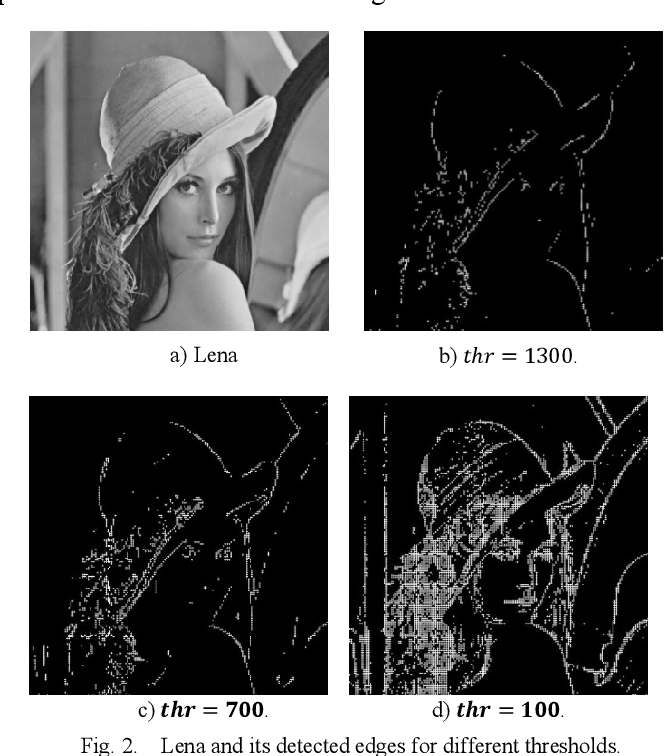 a) Lena
b) thr = 1300.
c) thr = 700.
d) thr = 100.
Fig. 2. Lena and its detected edges for different thresholds.